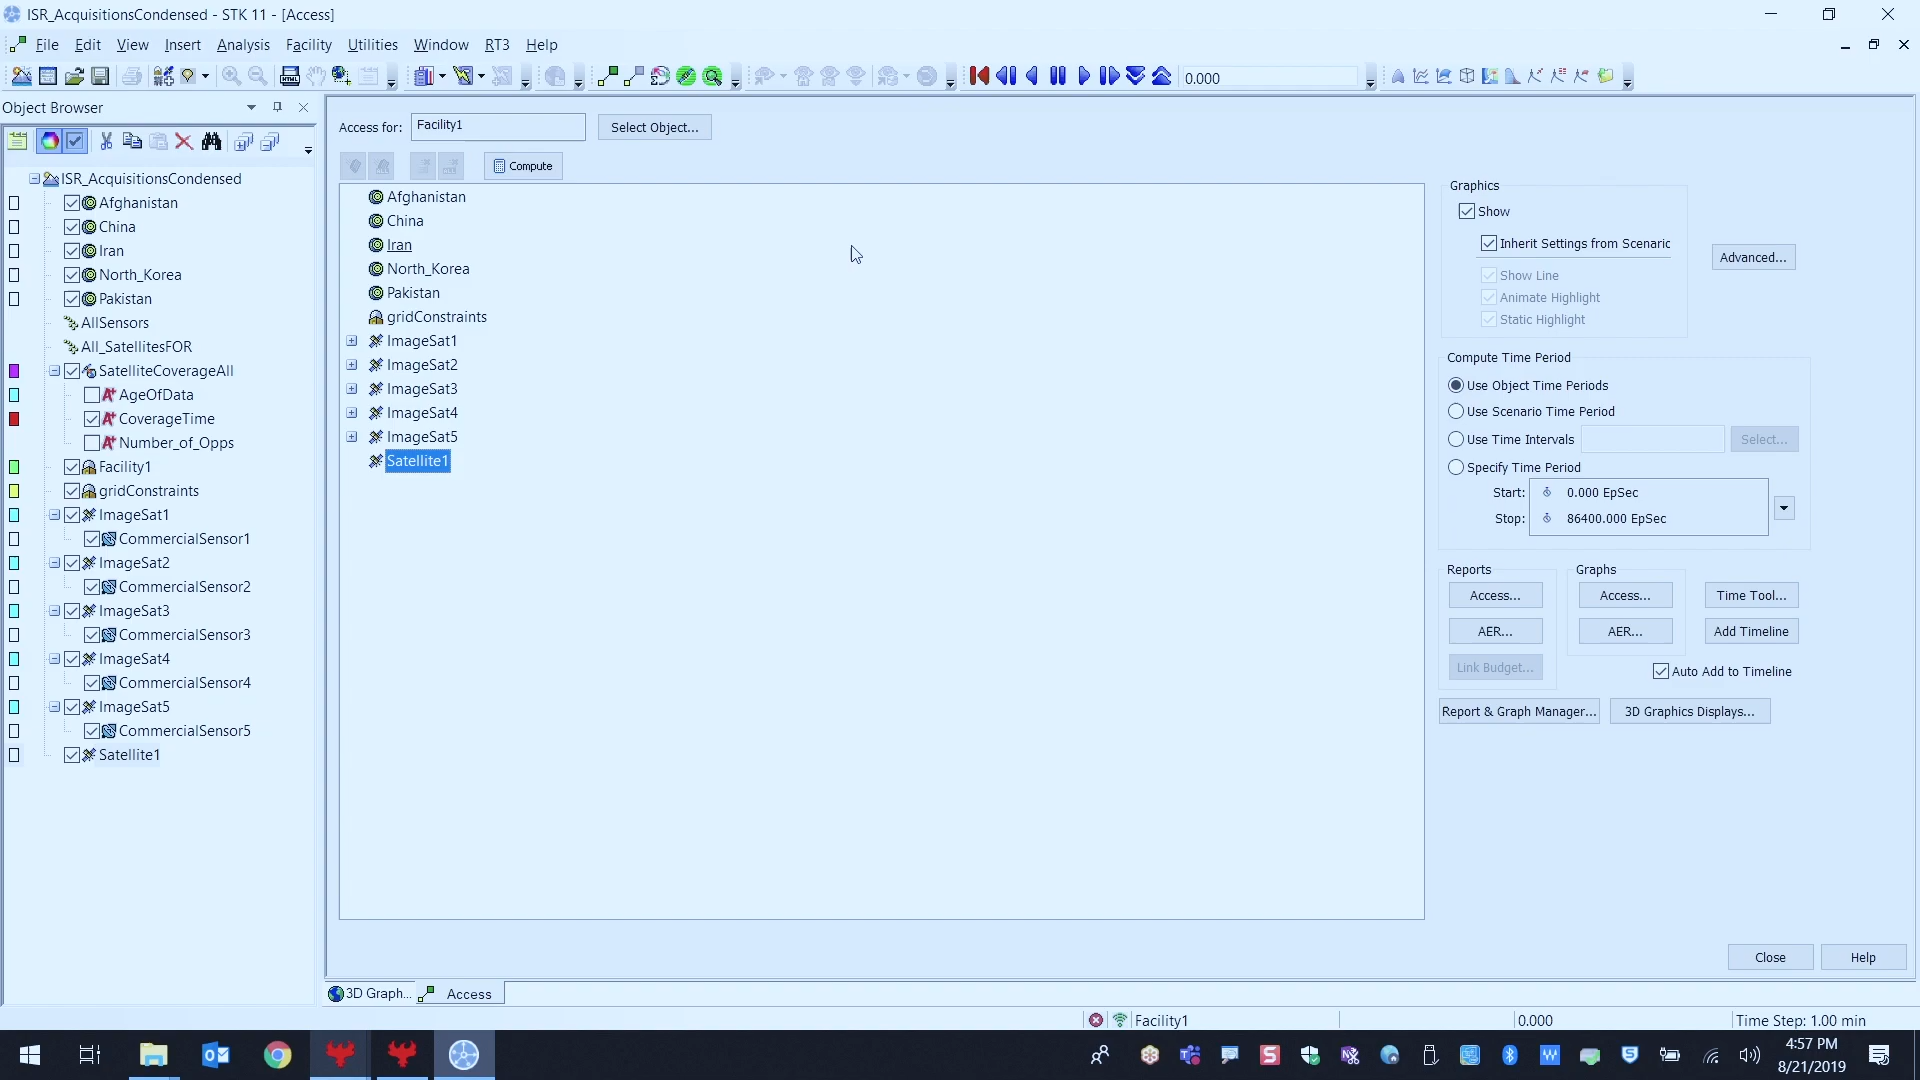 ISR_AcquisitionsCondensed - STK 11 - [Access]
File Edit View Insert Analysis Facility Utilities Window RT3 Help
0.000
Object Browser
ISR_AcquisitionsCondensed
Afghanistan
China
Iran
North_Korea
Pakistan
AllSensors
All_SatellitesFOR
SatelliteCoverageAll
AgeOfData
CoverageTime
Number_of_Opps
Facility1
gridConstraints
ImageSat1
CommercialSensor1
ImageSat2
CommercialSensor2
ImageSat3
CommercialSensor3
ImageSat4
CommercialSensor4
ImageSat5
CommercialSensor5
Satellite1
Access for: Facility1 Select Object...
Compute
Afghanistan
China
Iran
North_Korea
Pakistan
gridConstraints
ImageSat1
ImageSat2
ImageSat3
ImageSat4
ImageSat5
Satellite1
Graphics
Show
Inherit Settings from Scenaric
Show Line
Animate Highlight
Static Highlight
Advanced...
Compute Time Period
Use Object Time Periods
Use Scenario Time Period
Use Time Intervals Select...
Specify Time Period
Start: 0.000 EpSec
Stop: 86400.000 EpSec
Reports Graphs
Access... Access... Time Tool...
AER... AER... Add Timeline
Link Budget... Auto Add to Timeline
Report & Graph Manager... 3D Graphics Displays...
Close Help
3D Graph... Access
Facility1 0.000 Time Step: 1.00 min
4:57 PM
8/21/2019